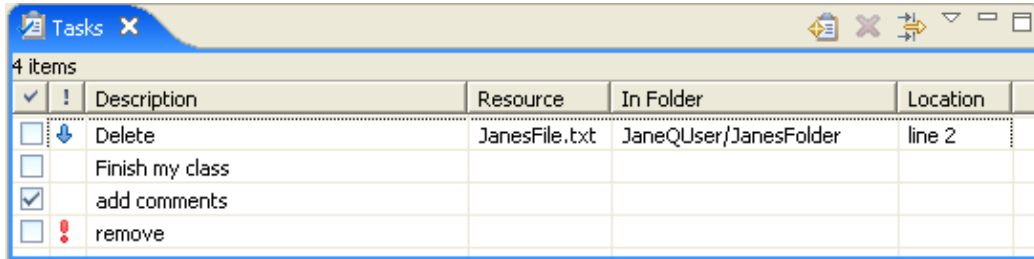 Tasks
4 items
! Description Resource In Folder Location
Delete JanesFile.txt JaneQUser/JanesFolder line 2
Finish my class
add comments
remove